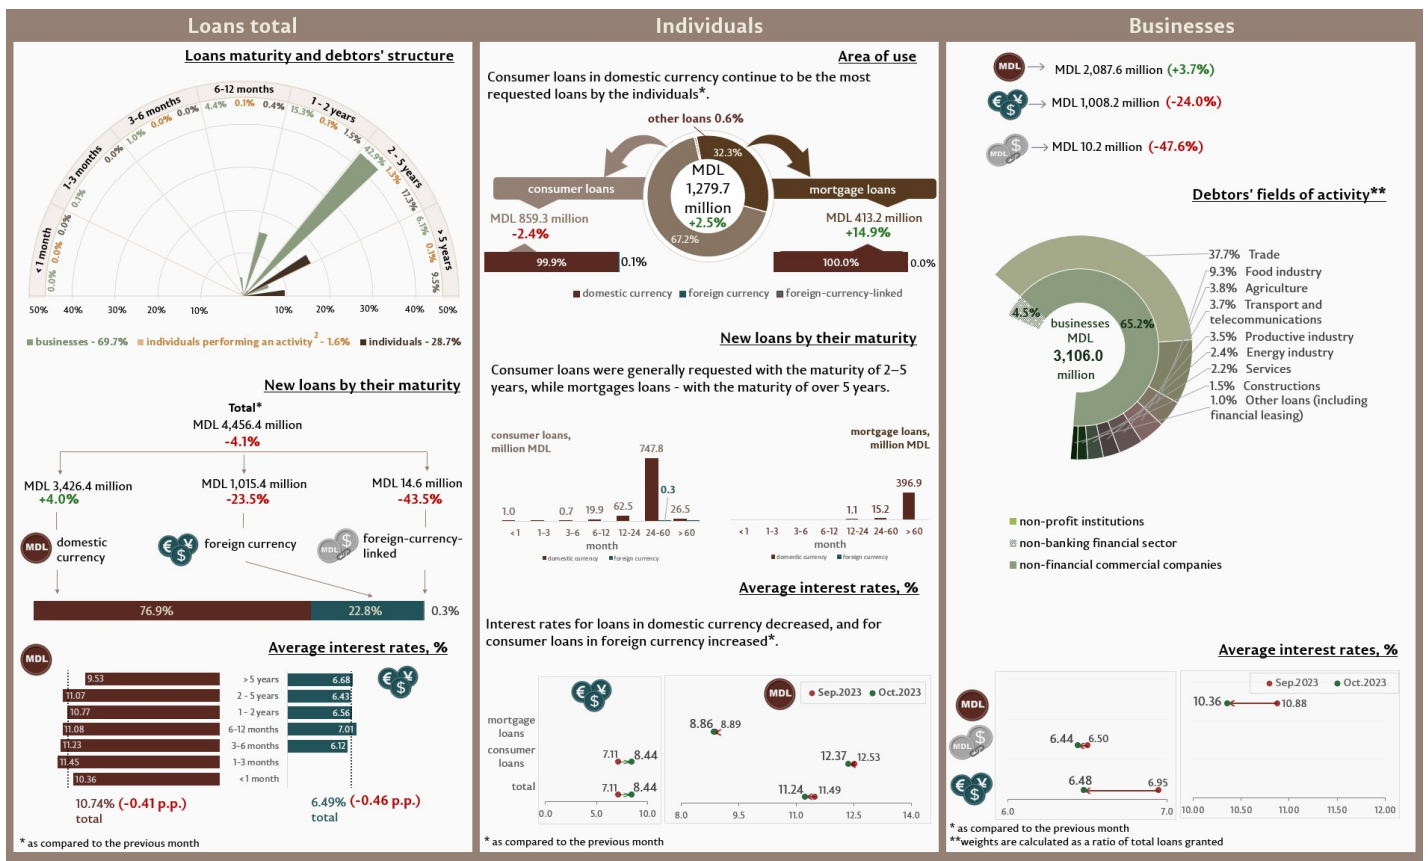 Loans total
Loans maturity and debtors' structure
< 1 month
0.0%
0.0%
0.0%
1-3 months
0.1%
0.0%
3-6 months
1.0%
0.0%
0.0%
6-12 months
4.4%
0.1%
0.4%
1 - 2 years
15.3%
0.1%
1.5%
2 - 5 years
42.9%
1.3%
17.3%
> 5 years
6.1%
0.1%
9.5%
50% 40% 30% 20% 10% 10% 20% 30% 40% 50%
businesses - 69.7% individuals performing an activity 2 - 1.6% individuals - 28.7%
New loans by their maturity
Total*
MDL 4,456.4 million
-4.1%
MDL 3,426.4 million
+4.0%
MDL 1,015.4 million
-23.5%
MDL 14.6 million
-43.5%
MDL
domestic
currency
€ ¥ $
foreign currency
MDL $
foreign-currency-
linked
76.9% 22.8% 0.3%
MDL
Average interest rates, %
€ ¥ $
9.53 > 5 years 6.68
11.07 2 - 5 years 6.43
10.77 1 - 2 years 6.56
11.08 6-12 months 7.01
11.23 3-6 months 6.12
11.45 1-3 months
10.36 <1 month
10.74% (-0.41 p.p.)
total
6.49% (-0.46 p.p.)
total
* as compared to the previous month
Individuals
Area of use
Consumer loans in domestic currency continue to be the most
requested loans by the individuals*.
other loans 0.6%
32.3%
MDL
1,279.7
million
+2.5%
67.2%
consumer loans
MDL 859.3 million
-2.4%
99.9% 0.1%
mortgage loans
MDL 413.2 million
+14.9%
100.0% 0.0%
domestic currency foreign currency foreign-currency-linked
New loans by their maturity
Consumer loans were generally requested with the maturity of 2–5
years, while mortgages loans - with the maturity of over 5 years.
consumer loans,
million MDL
1.0 0.7 19.9 62.5 747.8 0.3 26.5
<1 1-3 3-6 6-12 12-24 24-60 >60
month
domestic currency foreign currency
mortgage loans,
million MDL
1.1 15.2 396.9
<1 1-3 3-6 6-12 12-24 24-60 >60
month
domestic currency foreign currency
Average interest rates, %
Interest rates for loans in domestic currency decreased, and for
consumer loans in foreign currency increased*.
€ ¥ $
MDL
Sep.2023 Oct.2023
mortgage
loans
8.86 8.89
consumer
loans
7.11 8.44
12.37 12.53
total
7.11 8.44
11.24 11.49
0.0 5.0 10.0
8.0 9.5 11.0 12.5 14.0
* as compared to the previous month
Businesses
MDL
MDL 2,087.6 million (+3.7%)
€ ¥ $
MDL 1,008.2 million (-24.0%)
MDL $
MDL 10.2 million (-47.6%)
Debtors' fields of activity**
4.5%
65.2%
businesses
MDL
3,106.0
million
37.7% Trade
9.3% Food industry
3.8% Agriculture
3.7% Transport and
telecommunications
3.5% Productive industry
2.4% Energy industry
2.2% Services
1.5% Constructions
1.0% Other loans (including
financial leasing)
non-profit institutions
non-banking financial sector
non-financial commercial companies
Average interest rates, %
Sep.2023 Oct.2023
MDL
10.36 10.88
MDL $
6.44 6.50
€ ¥ $
6.48 6.95
6.0 7.0
10.00 10.50 11.00 11.50 12.00
* as compared to the previous month
**weights are calculated as a ratio of total loans granted